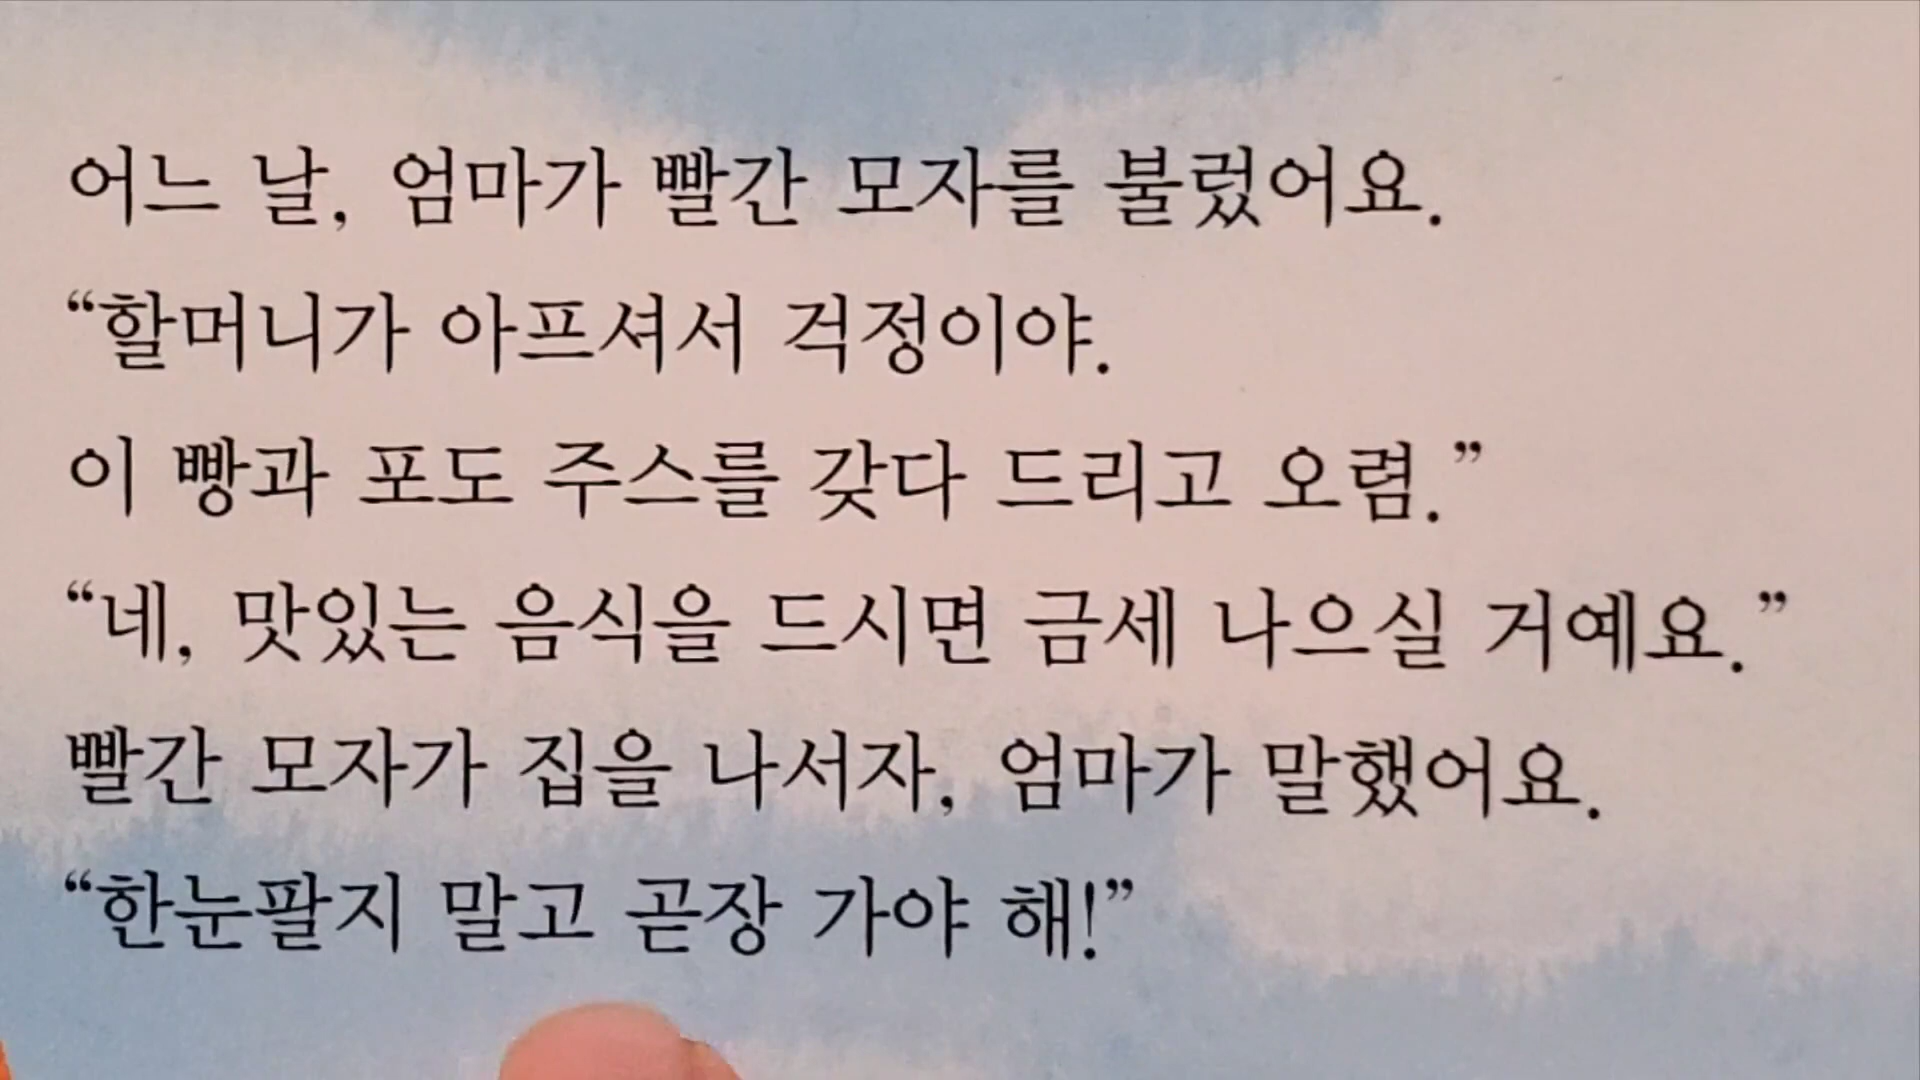 어느 날, 엄마가 빨간 모자를 불렀어요.
“할머니가 아프셔서 걱정이야.
이 빵과 포도 주스를 갖다 드리고 오렴.”
“네, 맛있는 음식을 드시면 금세 나으실 거예요.”
빨간 모자가 집을 나서자, 엄마가 말했어요.
“한눈팔지 말고 곧장 가야 해!”